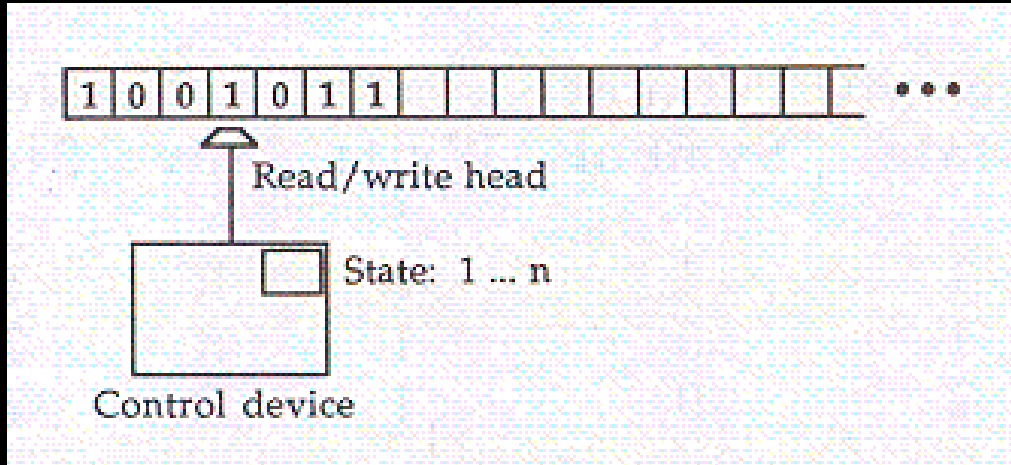 1 0 0 1 0 1 1
Read/write head
State: 1 ... n
Control device